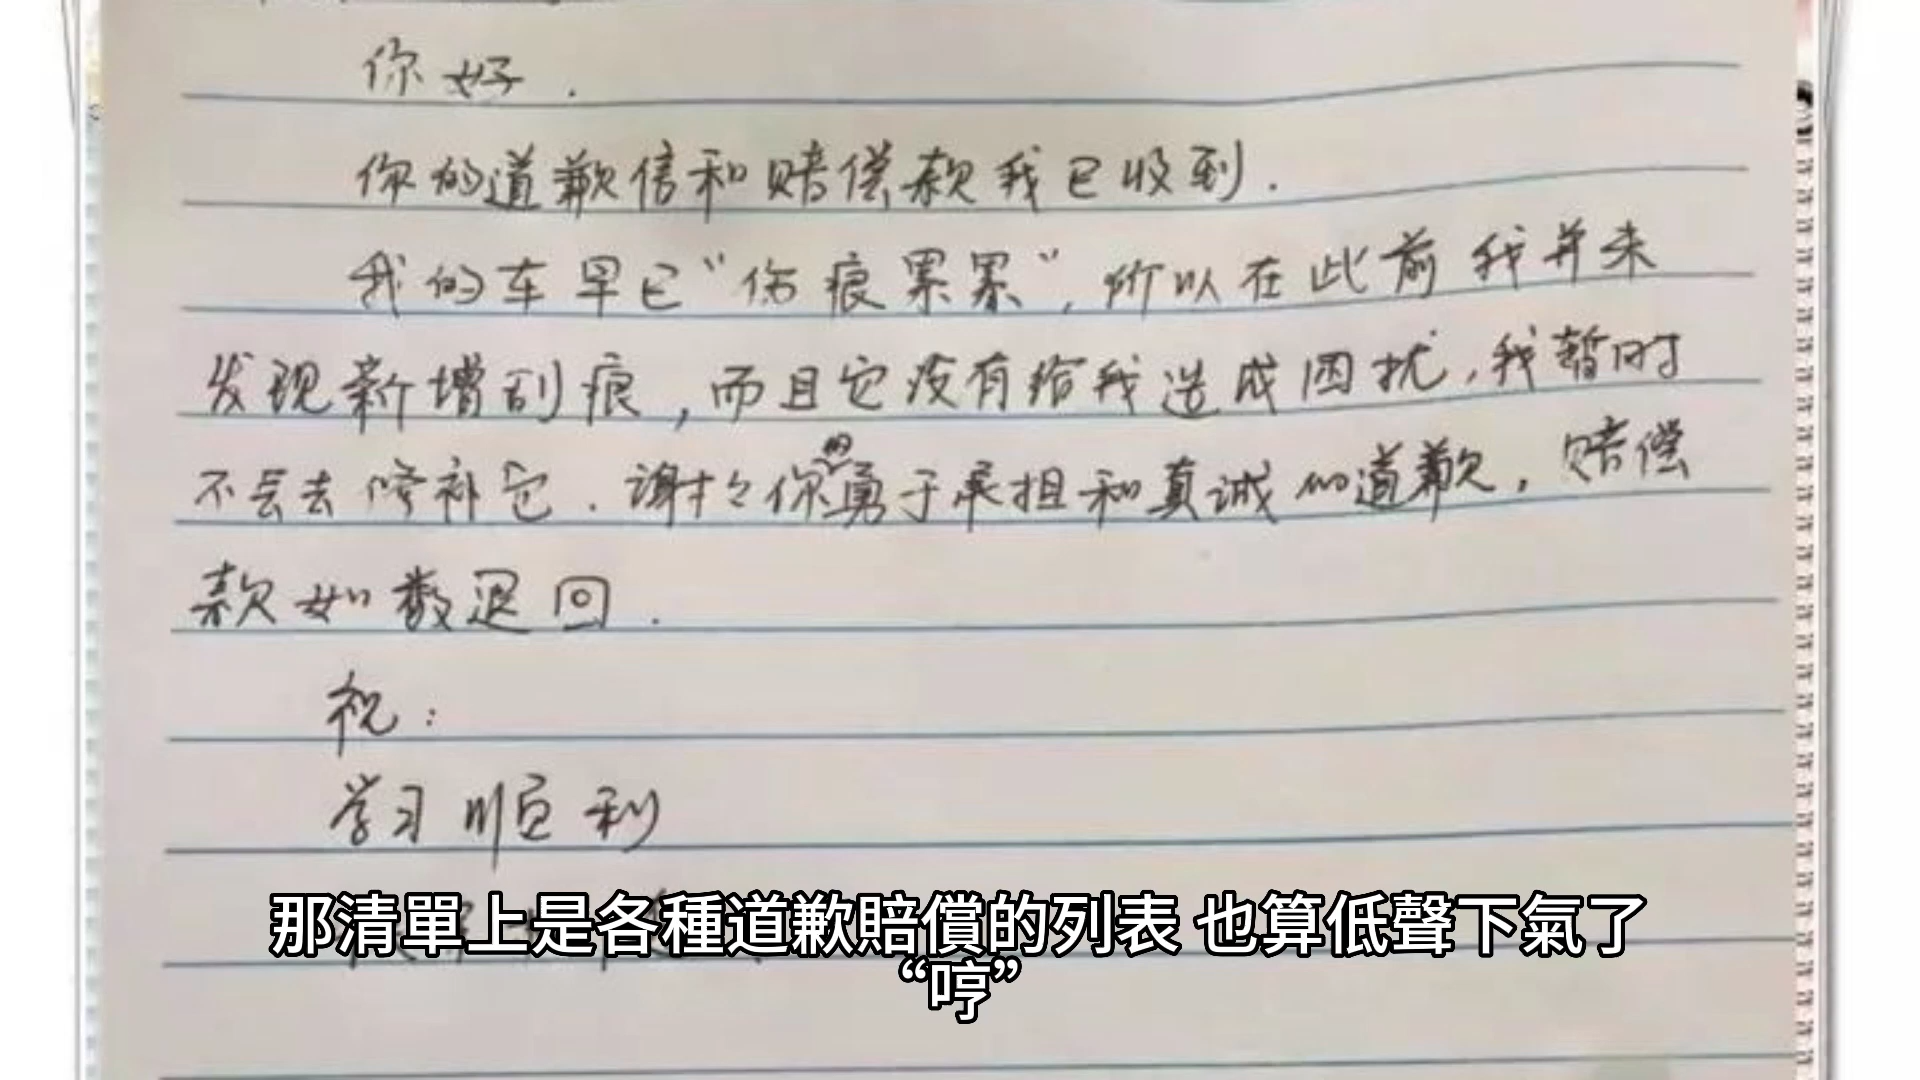 你好.
你的道歉信和赔偿款我已收到.
我的车早已“伤痕累累”,所以在此前我并未
发现新增刮痕,而且它没有给我造成困扰,我暂时
不会去修补它.谢谢你的勇于承担和真诚的道歉,赔偿
款如数退回.
祝:
学习顺利
那清單上是各種道歉賠償的列表 也算低聲下氣了
“哼”